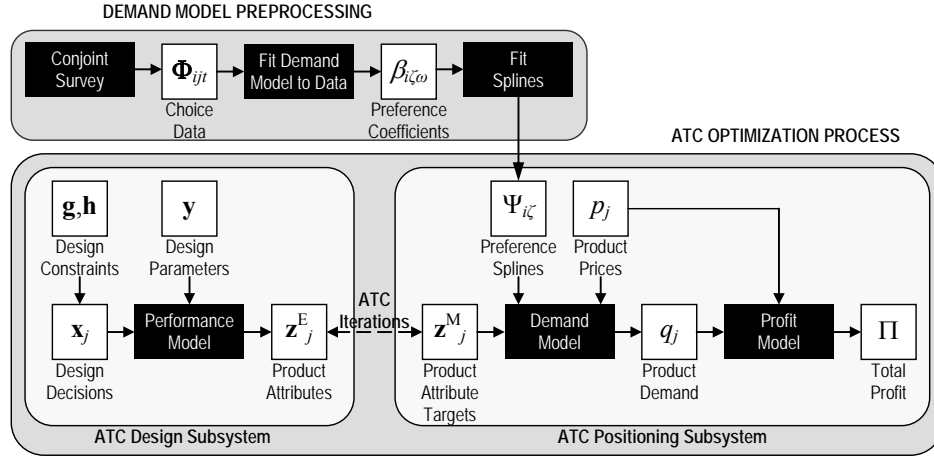 DEMAND MODEL PREPROCESSING
Conjoint
Survey
Φijt
Choice
Data
Fit Demand
Model to Data
βiζω
Preference
Coefficients
Fit
Splines
ATC OPTIMIZATION PROCESS
g,h
Design
Constraints
y
Design
Parameters
xj
Design
Decisions
Performance
Model
zEj
Product
Attributes
ATC Design Subsystem
ATC
Iterations
Ψiζ
Preference
Splines
pj
Product
Prices
zMj
Product
Attribute
Targets
Demand
Model
qj
Product
Demand
Profit
Model
Π
Total
Profit
ATC Positioning Subsystem